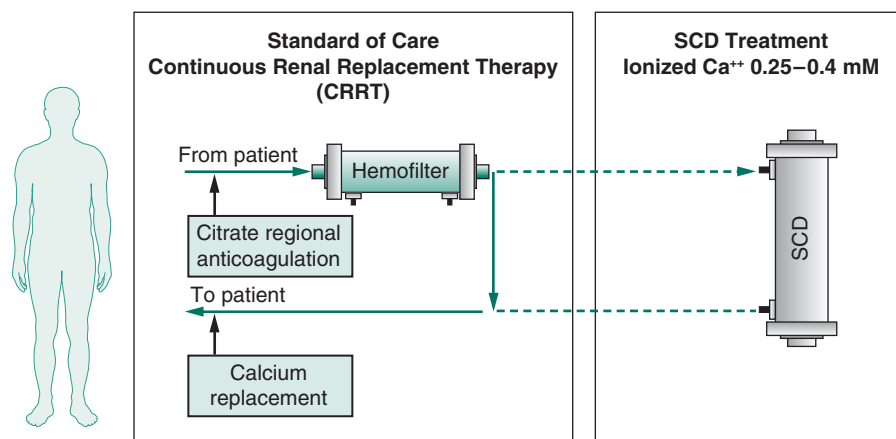 Standard of Care
Continuous Renal Replacement Therapy
(CRRT)
From patient
Hemofilter
Citrate regional
anticoagulation
To patient
Calcium
replacement
SCD Treatment
Ionized Ca⁺⁺ 0.25–0.4 mM
SCD